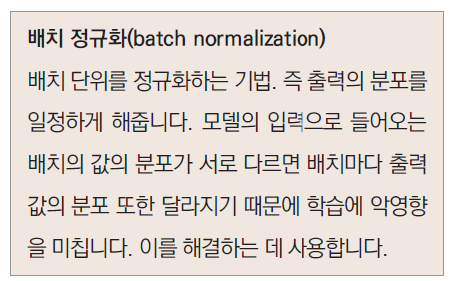 배치 정규화(batch normalization)
배치 단위를 정규화하는 기법. 즉 출력의 분포를
일정하게 해줍니다. 모델의 입력으로 들어오는
배치의 값의 분포가 서로 다르면 배치마다 출력
값의 분포 또한 달라지기 때문에 학습에 악영향
을 미칩니다. 이를 해결하는 데 사용합니다.